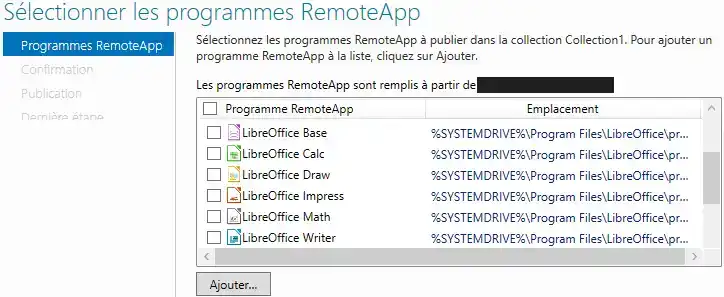 Sélectionner les programmes RemoteApp
Programmes RemoteApp
Confirmation
Publication
Dernière étape
Sélectionnez les programmes RemoteApp à publier dans la collection Collection1. Pour ajouter un
programme RemoteApp à la liste, cliquez sur Ajouter.
Les programmes RemoteApp sont remplis à partir de
Programme RemoteApp Emplacement
LibreOffice Base %SYSTEMDRIVE%\Program Files\LibreOffice\pr...
LibreOffice Calc %SYSTEMDRIVE%\Program Files\LibreOffice\pr...
LibreOffice Draw %SYSTEMDRIVE%\Program Files\LibreOffice\pr...
LibreOffice Impress %SYSTEMDRIVE%\Program Files\LibreOffice\pr...
LibreOffice Math %SYSTEMDRIVE%\Program Files\LibreOffice\pr...
LibreOffice Writer %SYSTEMDRIVE%\Program Files\LibreOffice\pr...
Ajouter...